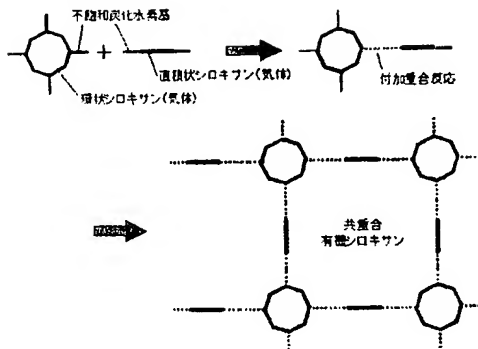 不飽和炭化水素基
直鎖状シロキサン(気体)
環状シロキサン(気体)
付加重合反応
共重合
有機シロキサン